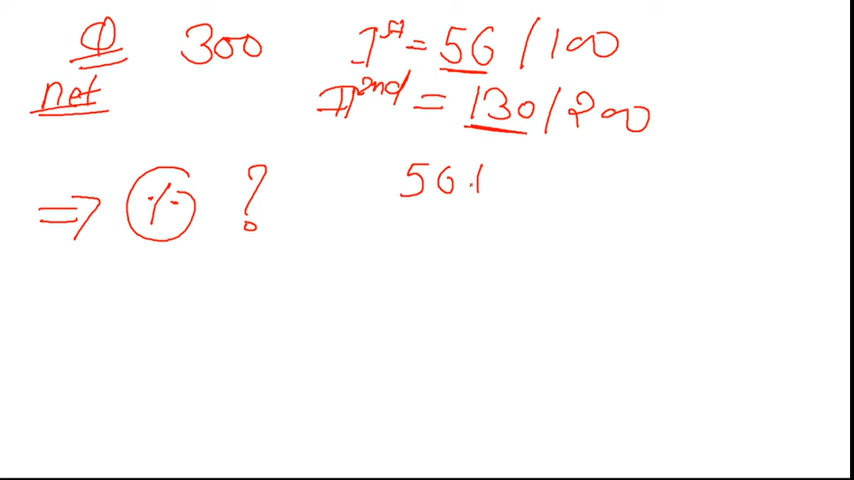 Q 300 Ist = 56 / 100
net IInd = 130 / 200
⇒ % ? 56.